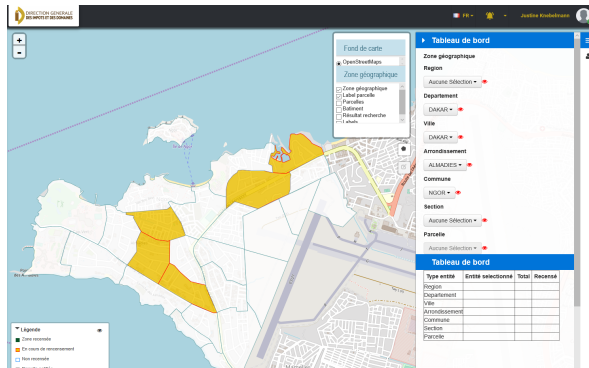 DIRECTION GENERALE
DES IMPOTS ET DES DOMAINES
FR
Justine Knebelmann
+
-
Fond de carte
OpenStreetMaps
Zone géographique
Zone géographique
Label parcelle
Parcelles
Batiment
Résultat recherche
Labels
Légende
Zone recensée
En cours de recensement
Non recensée
Tableau de bord
Zone géographique
Region
Aucune Sélection
Departement
DAKAR
Ville
DAKAR
Arrondissement
ALMADIES
Commune
NGOR
Section
Aucune Sélection
Parcelle
Aucune Sélection
Tableau de bord
Type entité Entité selectionné Total Recensé
Region
Departement
Ville
Arrondissement
Commune
Section
Parcelle